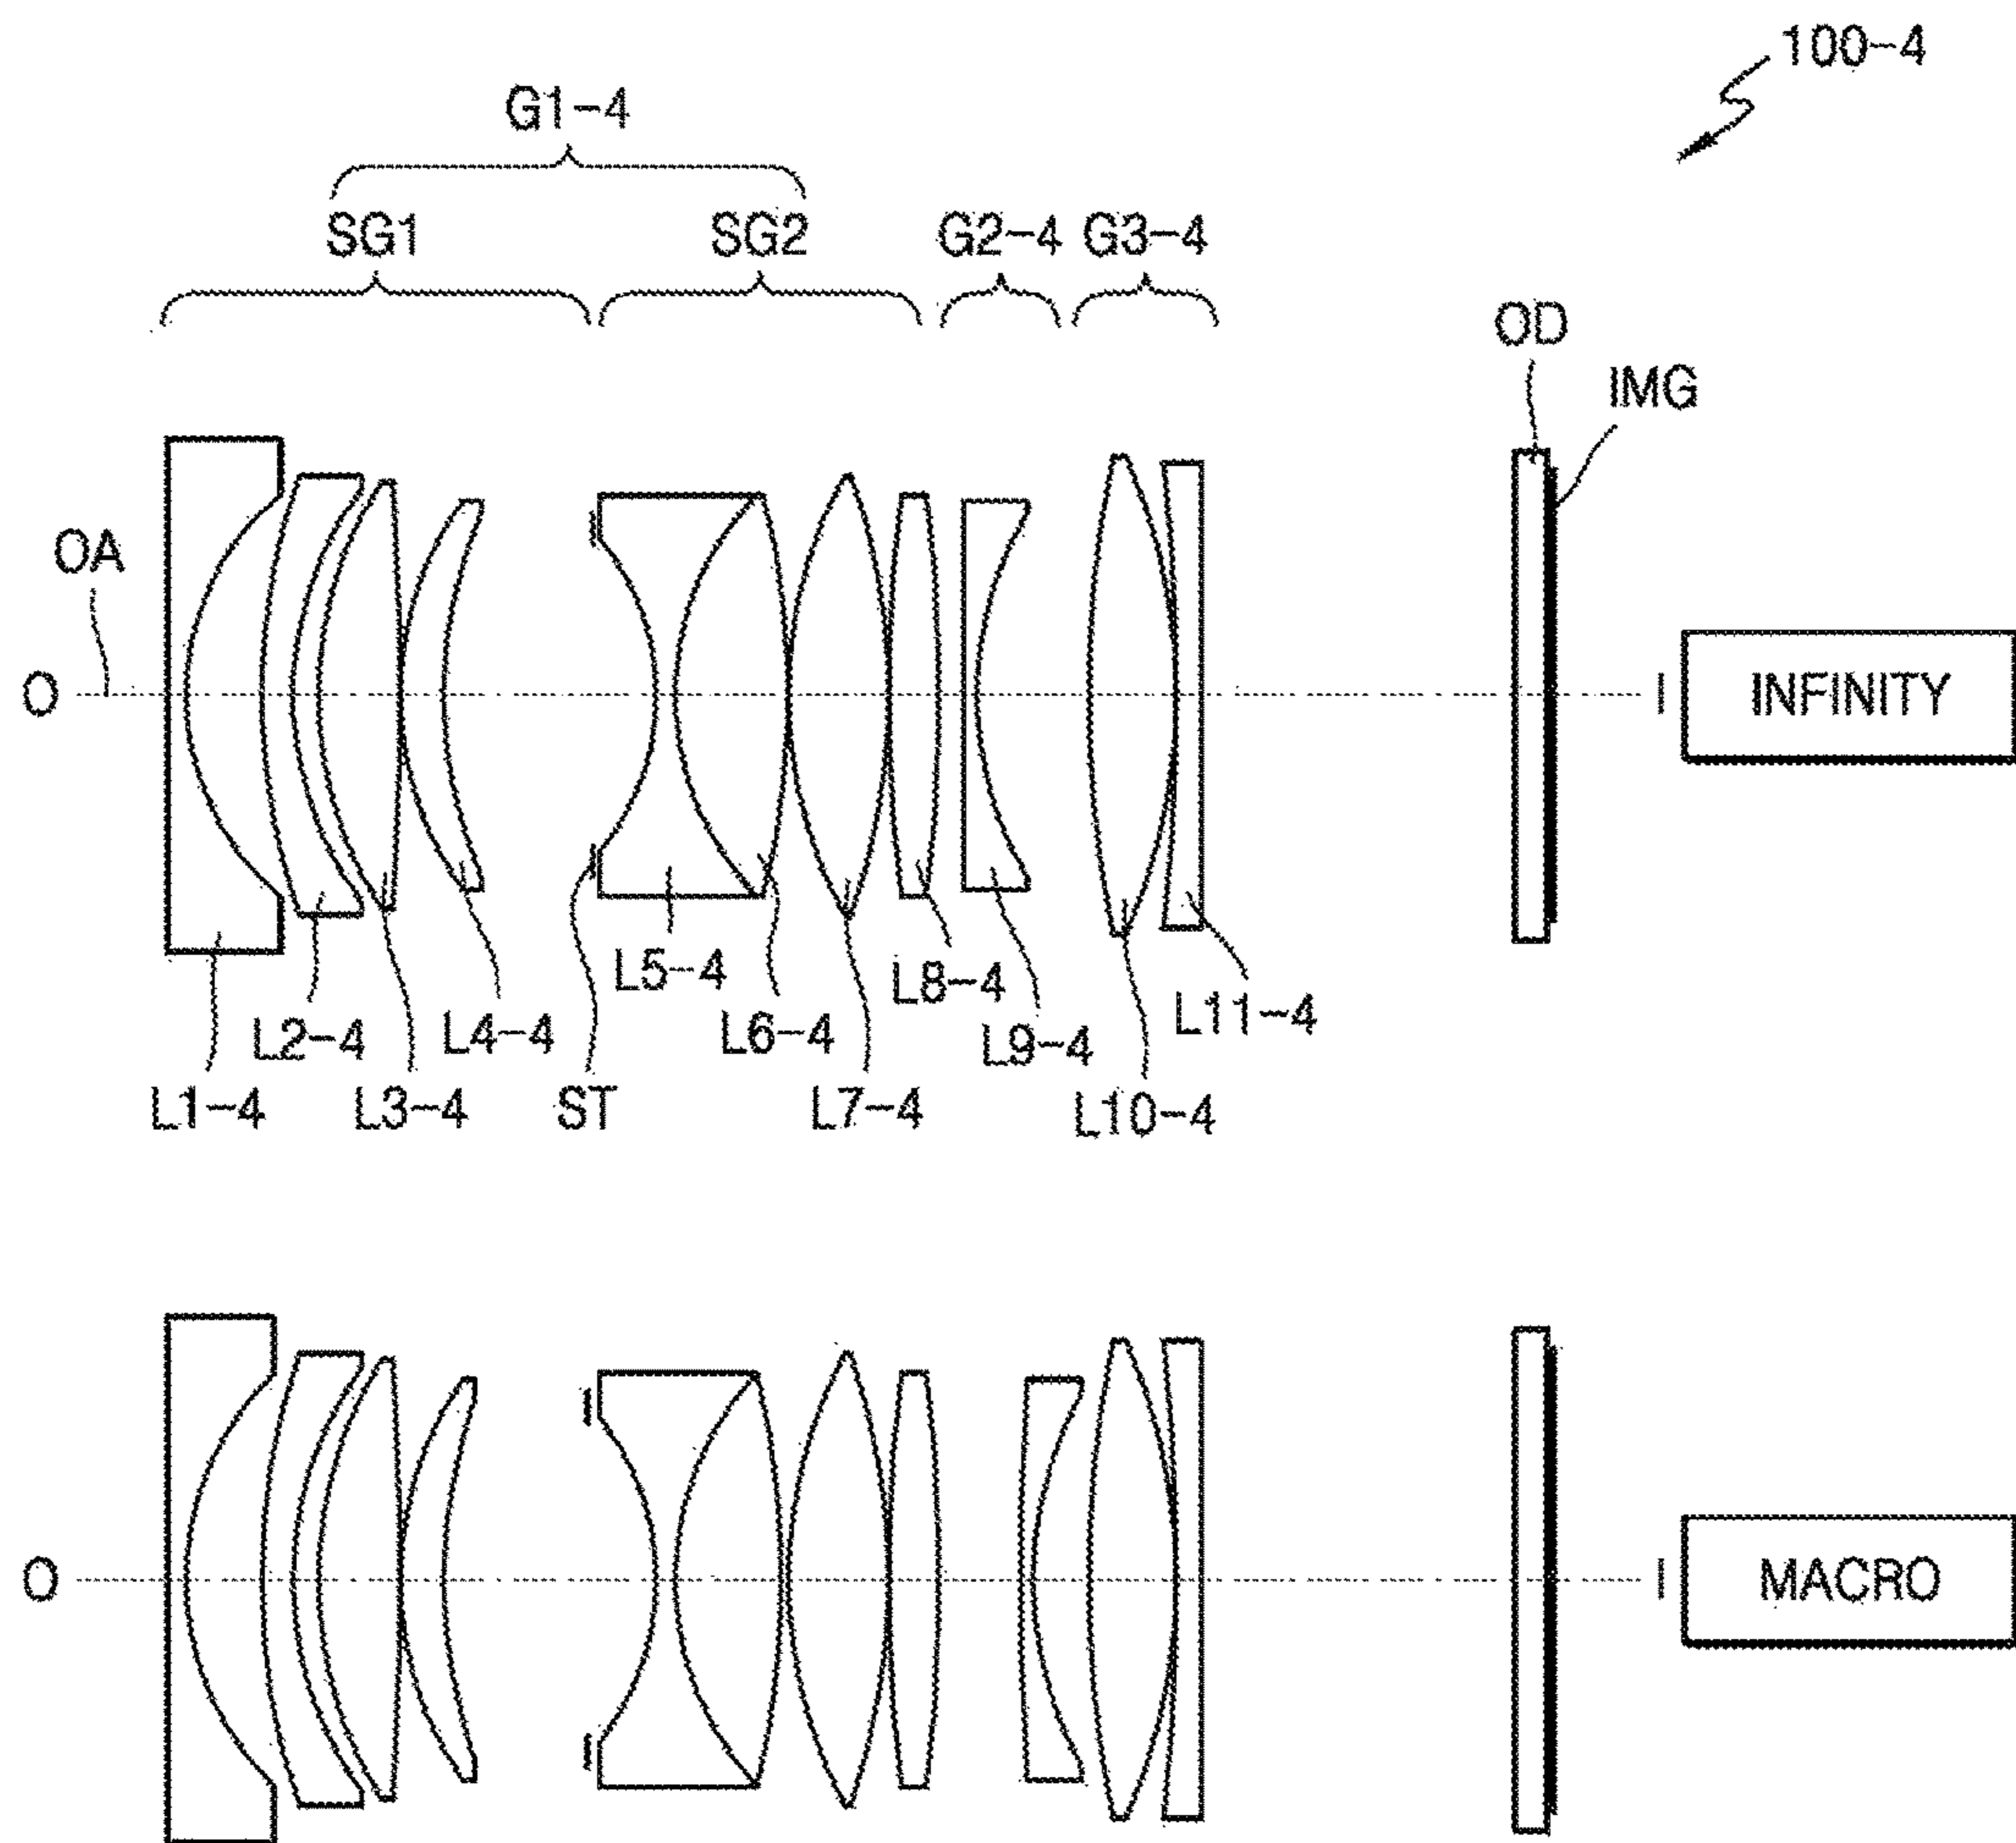 100-4
G1-4
SG1 SG2 G2-4 G3-4
OD
IMG
OA
O I INFINITY
L5-4 L8-4
L2-4 L4-4 L6-4 L9-4 L11-4
L1-4 L3-4 ST L7-4 L10-4
O I MACRO